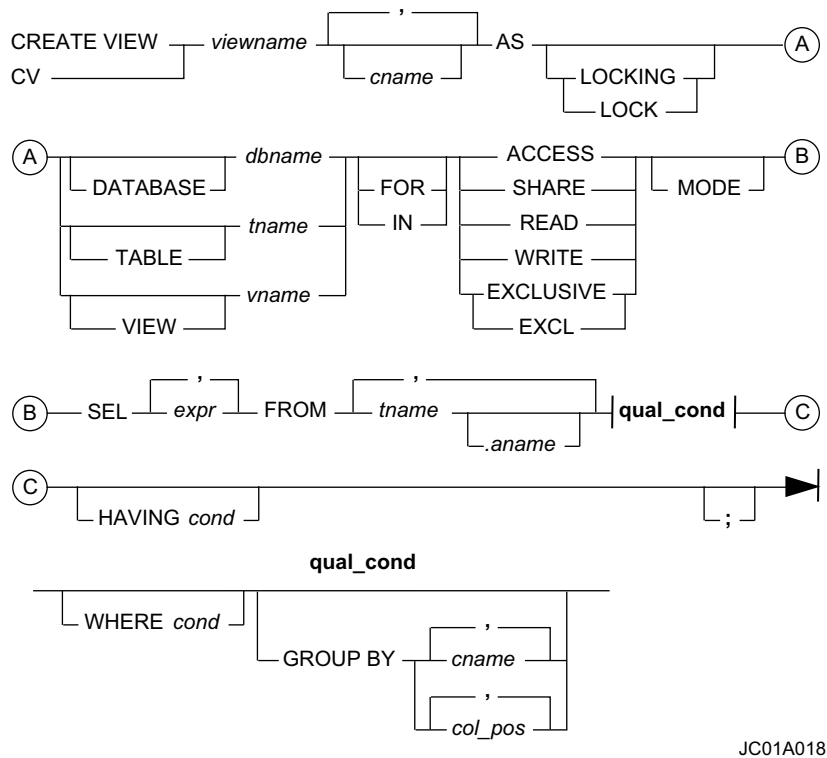 ,
CREATE VIEW viewname AS A
CV cname LOCKING
LOCK
A dbname ACCESS B
DATABASE FOR SHARE MODE
tname IN READ
TABLE WRITE
vname EXCLUSIVE
VIEW EXCL
, ,
B SEL expr FROM tname qual_cond C
.aname
C
HAVING cond ;
qual_cond
WHERE cond ,
GROUP BY cname
,
col_pos
JC01A018